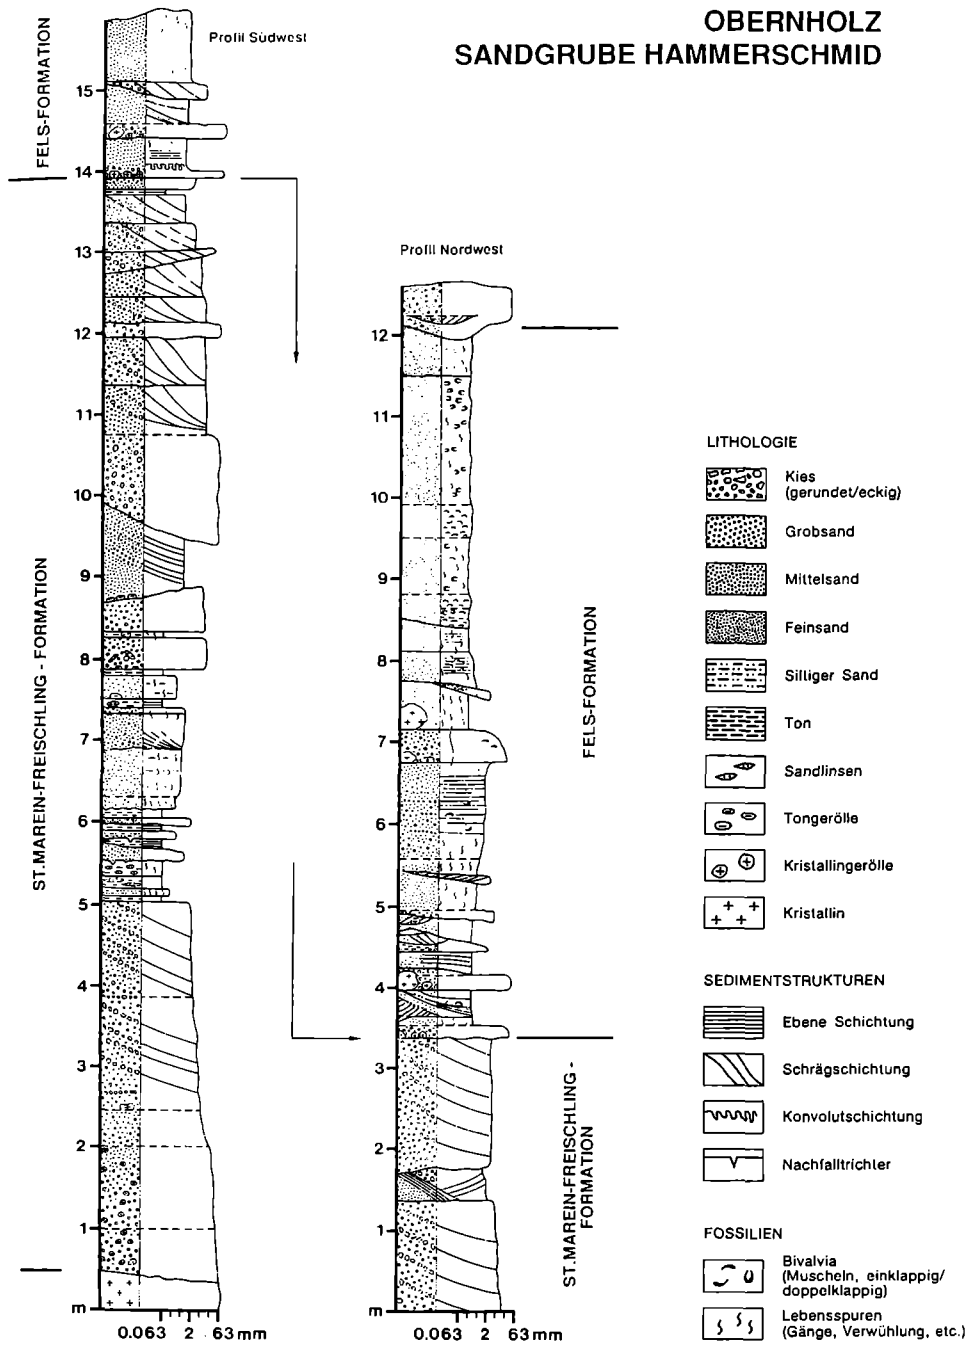 OBERNHOLZ
SANDGRUBE HAMMERSCHMID
Profil Südwest
FELS-FORMATION
ST.MAREIN-FREISCHLING - FORMATION
15
14
13
12
11
10
9
8
7
6
5
4
3
2
1
m
0.063 2 63mm
Profil Nordwest
12
11
10
9
8
7
6
5
4
3
2
1
m
0.063 2 63mm
FELS-FORMATION
ST.MAREIN-FREISCHLING -
FORMATION
LITHOLOGIE
Kies
(gerundet/eckig)
Grobsand
Mittelsand
Feinsand
Siltiger Sand
Ton
Sandlinsen
Tongerölle
Kristallingerölle
Kristallin
SEDIMENTSTRUKTUREN
Ebene Schichtung
Schrägschichtung
Konvolutschichtung
Nachfalltrichter
FOSSILIEN
Bivalvia
(Muscheln, einklappig/
doppelklappig)
Lebensspuren
(Gänge, Verwühlung, etc.)